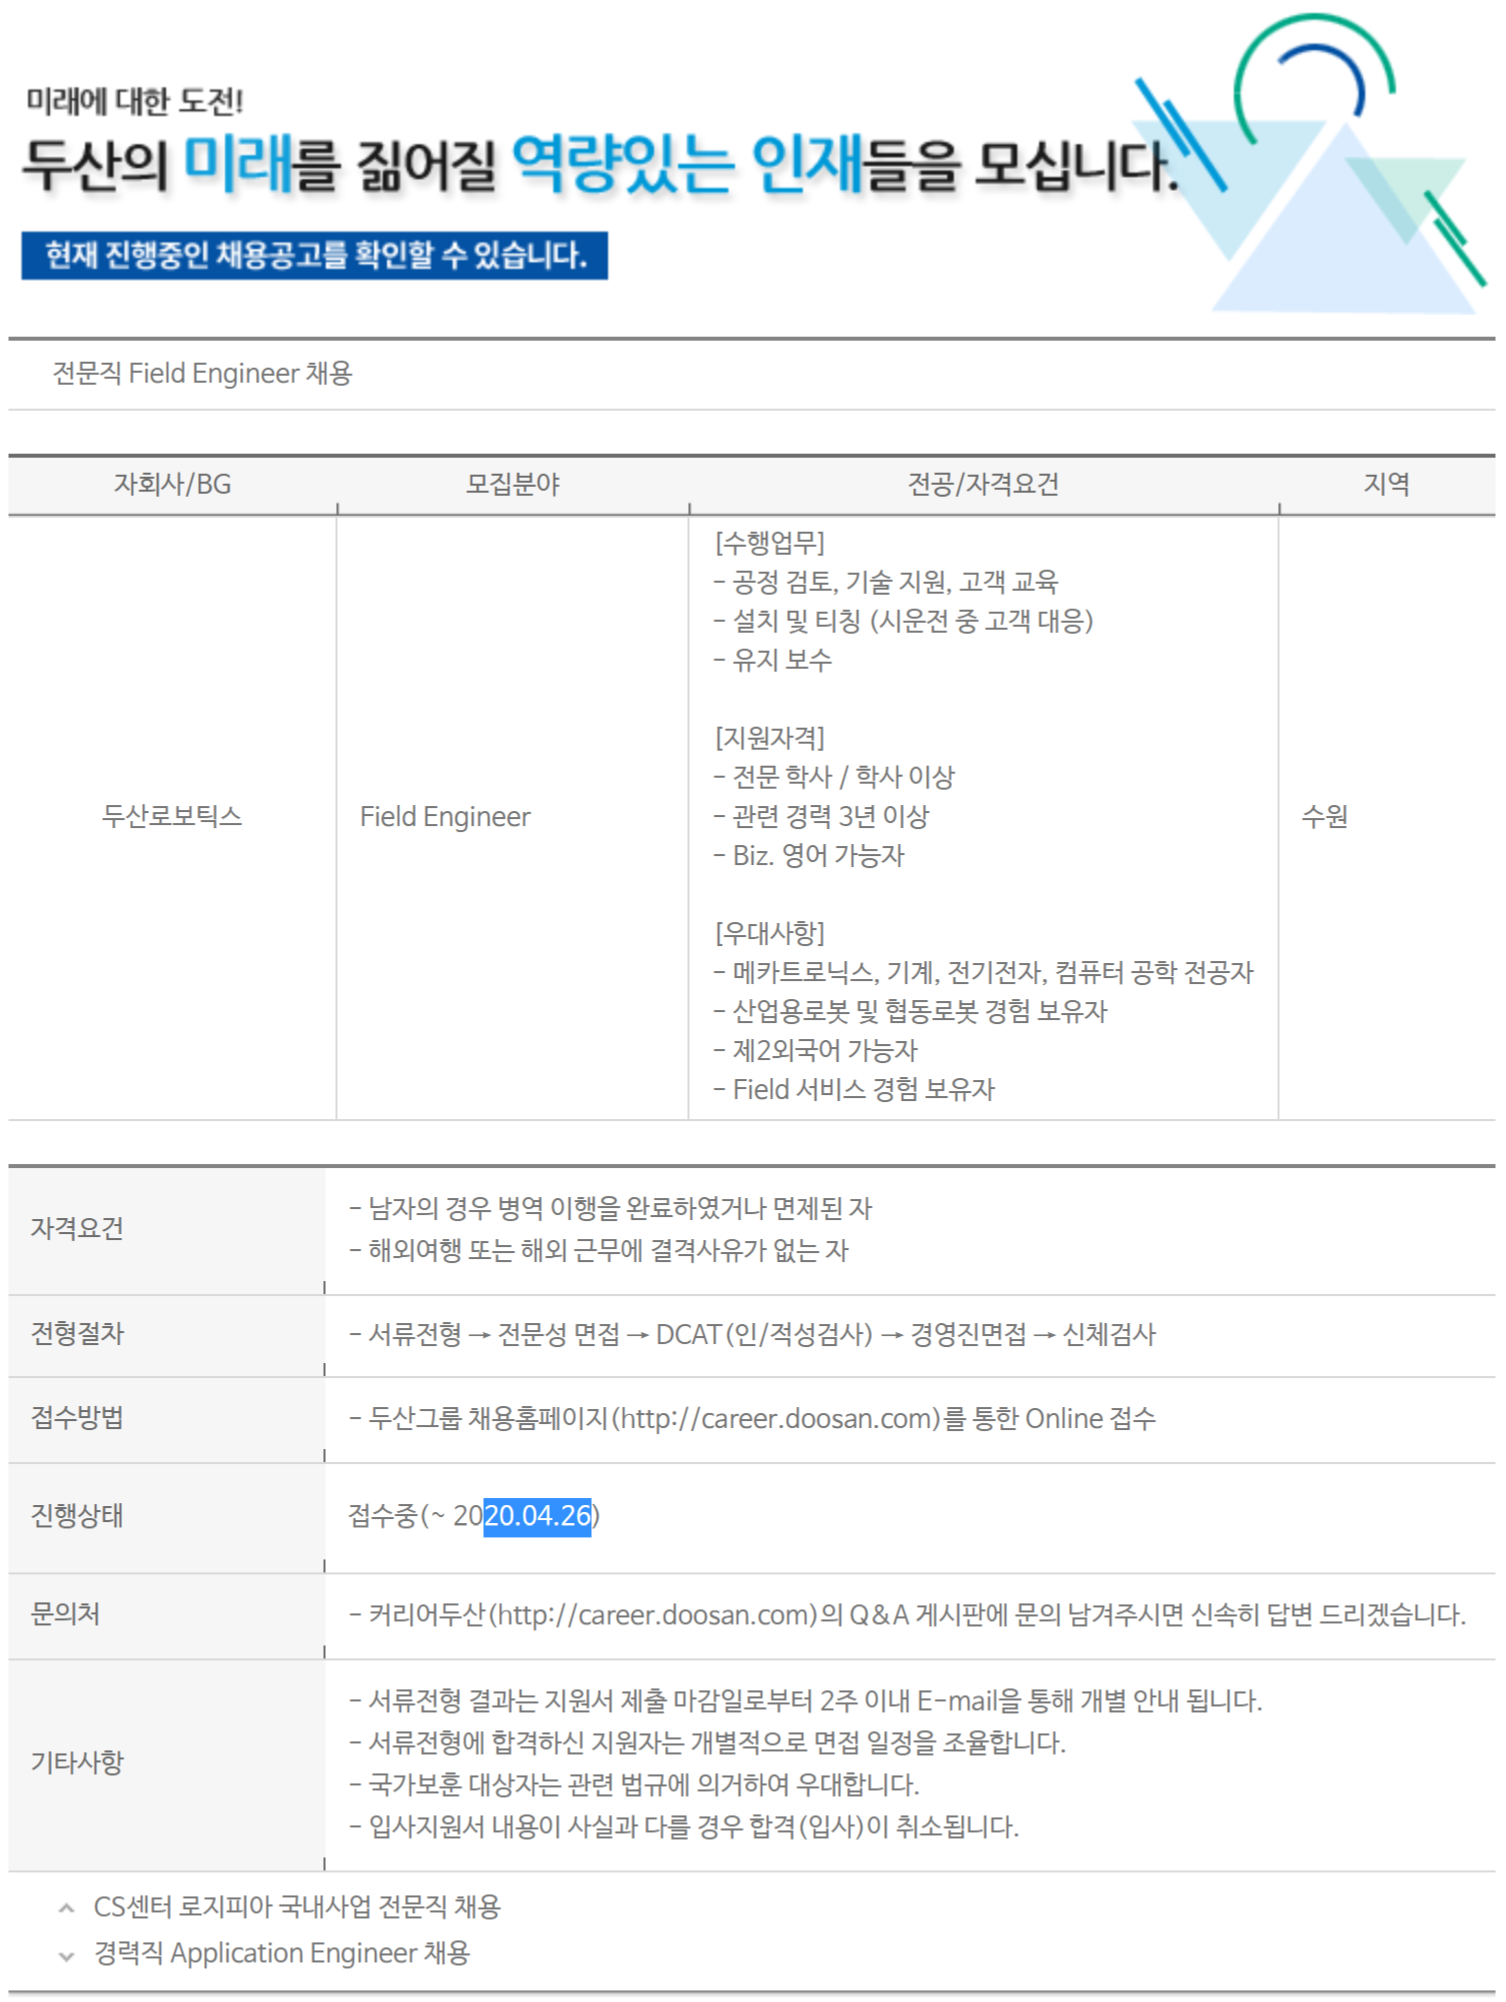 미래에 대한 도전!
두산의 미래를 짊어질 역량있는 인재들을 모십니다.
현재 진행중인 채용공고를 확인할 수 있습니다.
전문직 Field Engineer 채용
자회사/BG 모집분야 전공/자격요건 지역
[수행업무]
- 공정 검토, 기술 지원, 고객 교육
- 설치 및 티칭 (시운전 중 고객 대응)
- 유지 보수
[지원자격]
- 전문 학사 / 학사 이상
두산로보틱스 Field Engineer - 관련 경력 3년 이상 수원
- Biz. 영어 가능자
[우대사항]
- 메카트로닉스, 기계, 전기전자, 컴퓨터 공학 전공자
- 산업용로봇 및 협동로봇 경험 보유자
- 제2외국어 가능자
- Field 서비스 경험 보유자
자격요건
- 남자의 경우 병역 이행을 완료하였거나 면제된 자
- 해외여행 또는 해외 근무에 결격사유가 없는 자
전형절차 - 서류전형 → 전문성 면접 → DCAT(인/적성검사) → 경영진면접 → 신체검사
접수방법 - 두산그룹 채용홈페이지(http://career.doosan.com)를 통한 Online 접수
진행상태 접수중(~ 2020.04.26)
문의처 - 커리어두산(http://career.doosan.com)의 Q&A 게시판에 문의 남겨주시면 신속히 답변 드리겠습니다.
기타사항
- 서류전형 결과는 지원서 제출 마감일로부터 2주 이내 E-mail을 통해 개별 안내 됩니다.
- 서류전형에 합격하신 지원자는 개별적으로 면접 일정을 조율합니다.
- 국가보훈 대상자는 관련 법규에 의거하여 우대합니다.
- 입사지원서 내용이 사실과 다를 경우 합격(입사)이 취소됩니다.
CS센터 로지피아 국내사업 전문직 채용
경력직 Application Engineer 채용